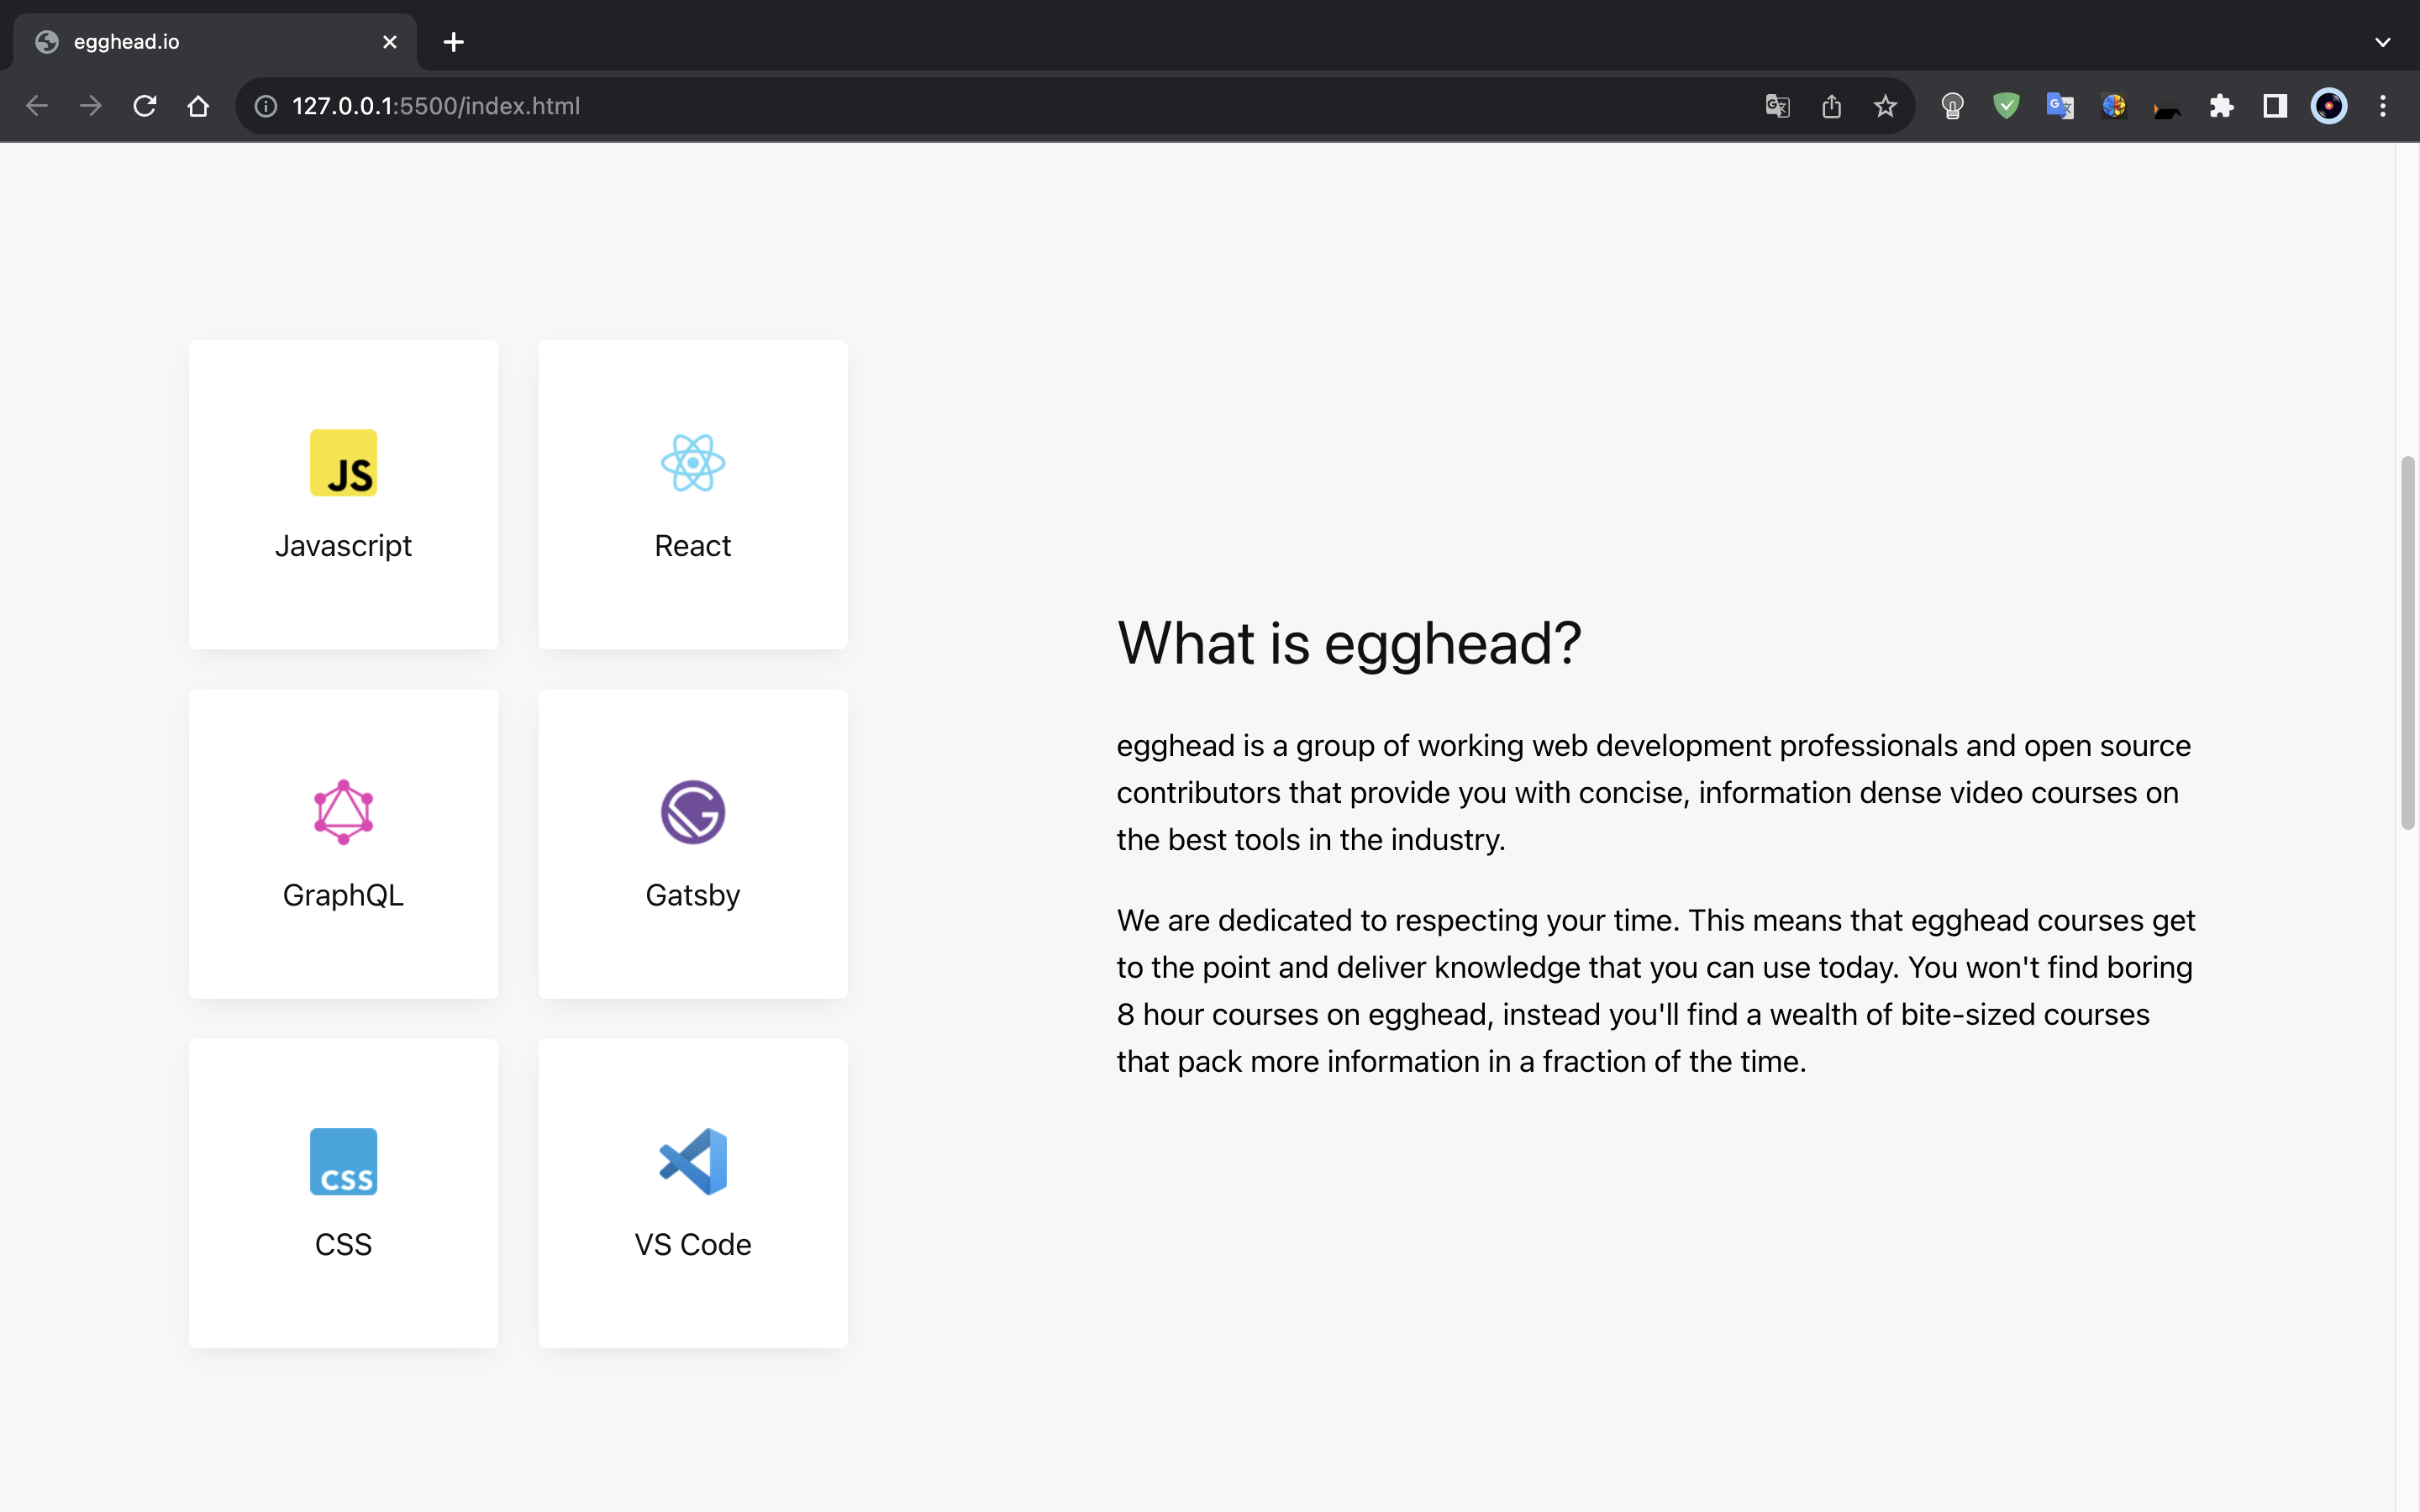 egghead.io
127.0.0.1:5500/index.html
JS
Javascript
React
GraphQL
Gatsby
CSS
CSS
VS Code
What is egghead?
egghead is a group of working web development professionals and open source
contributors that provide you with concise, information dense video courses on
the best tools in the industry.
We are dedicated to respecting your time. This means that egghead courses get
to the point and deliver knowledge that you can use today. You won't find boring
8 hour courses on egghead, instead you'll find a wealth of bite-sized courses
that pack more information in a fraction of the time.